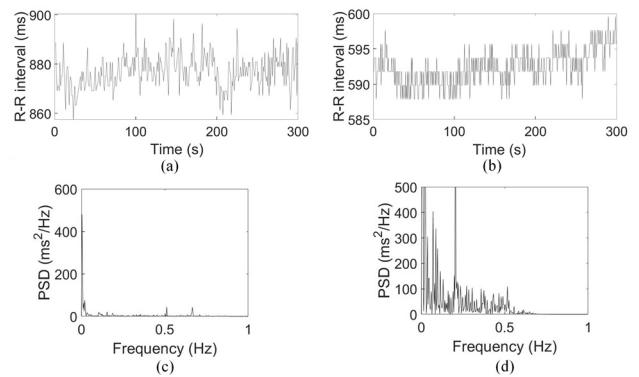 900
880
860
R-R interval (ms)
0 100 200 300
Time (s)
(a)
600
595
590
585
R-R interval (ms)
0 100 200 300
Time (s)
(b)
600
400
200
0
PSD (ms²/Hz)
0 0.5 1
Frequency (Hz)
(c)
500
400
300
200
100
0
PSD (ms²/Hz)
0 0.5 1
Frequency (Hz)
(d)